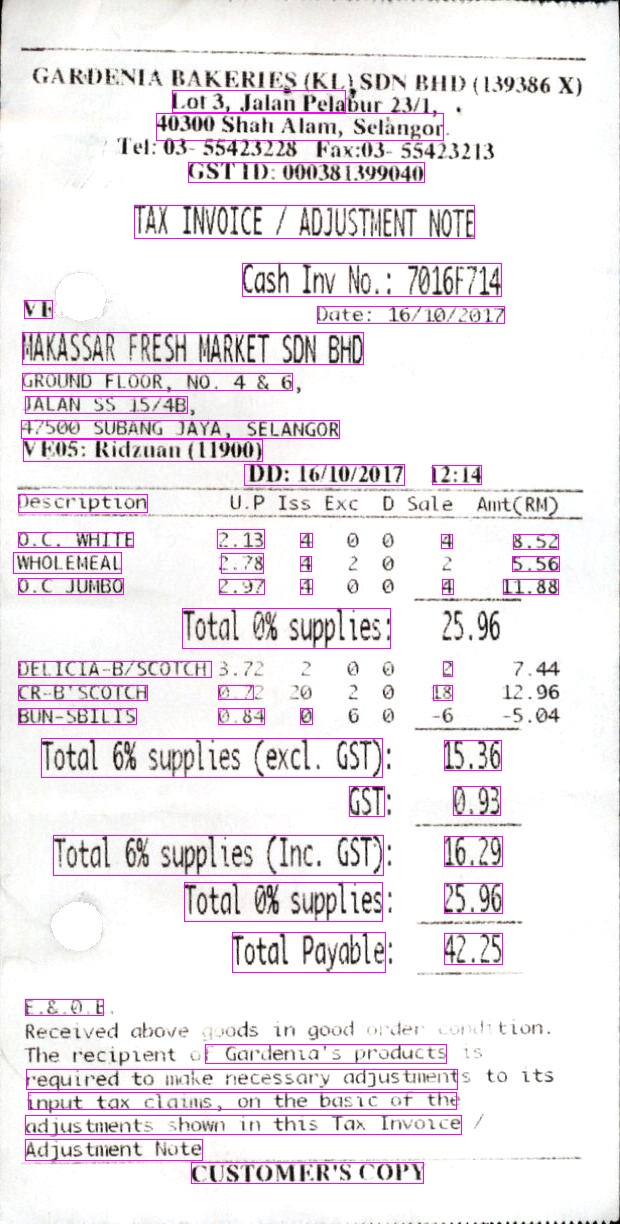 GARDENIA BAKERIES (KL) SDN BHD (139386 X)
Lot 3, Jalan Pelabur 23/1,
40300 Shah Alam, Selangor.
Tel: 03- 55423228 Fax:03- 55423213
GST ID: 000381399040
TAX INVOICE / ADJUSTMENT NOTE
Cash Inv No.: 7016F714
VE
Date: 16/10/2017
MAKASSAR FRESH MARKET SDN BHD
GROUND FLOOR, NO. 4 & 6,
JALAN SS 15/4B,
47500 SUBANG JAYA, SELANGOR
VE05: Ridzuan (11900)
DD: 16/10/2017 12:14
Description U.P Iss Exc D Sale Amt(RM)
O.C. WHITE 2.13 4 0 0 4 8.52
WHOLEMEAL 2.78 4 2 0 2 5.56
O.C JUMBO 2.97 4 0 0 4 11.88
Total 0% supplies: 25.96
DELICIA-B/SCOTCH 3.72 2 0 0 2 7.44
CR-B'SCOTCH 0.72 20 2 0 18 12.96
BUN-SBILIS 0.84 0 6 0 -6 -5.04
Total 6% supplies (excl. GST): 15.36
GST: 0.93
Total 6% supplies (Inc. GST): 16.29
Total 0% supplies: 25.96
Total Payable: 42.25
E.&.O.E.
Received above goods in good order condition.
The recipient of Gardenia's products is
required to make necessary adjustments to its
input tax claims, on the basic of the
adjustments shown in this Tax Invoice /
Adjustment Note
CUSTOMER'S COPY